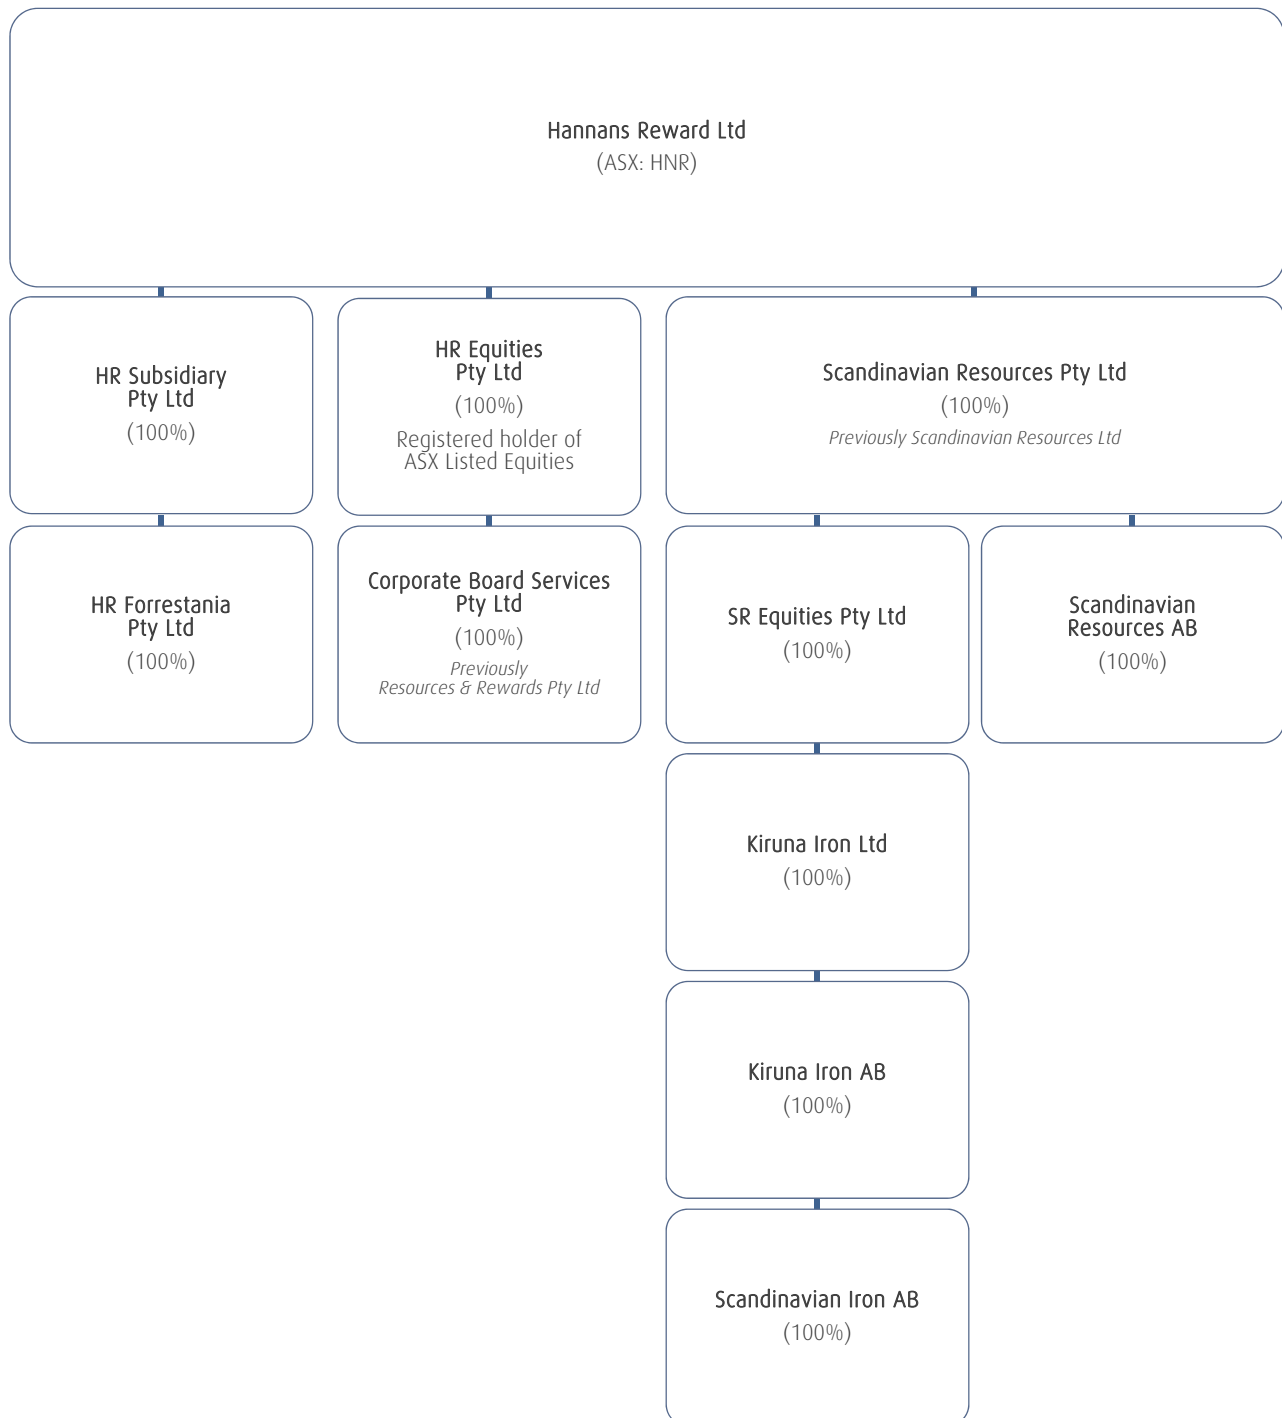 Hannans Reward Ltd
(ASX: HNR)
HR Subsidiary
Pty Ltd
(100%)
HR Equities
Pty Ltd
(100%)
Registered holder of
ASX Listed Equities
Scandinavian Resources Pty Ltd
(100%)
Previously Scandinavian Resources Ltd
HR Forrestania
Pty Ltd
(100%)
Corporate Board Services
Pty Ltd
(100%)
Previously
Resources & Rewards Pty Ltd
SR Equities Pty Ltd
(100%)
Scandinavian
Resources AB
(100%)
Kiruna Iron Ltd
(100%)
Kiruna Iron AB
(100%)
Scandinavian Iron AB
(100%)